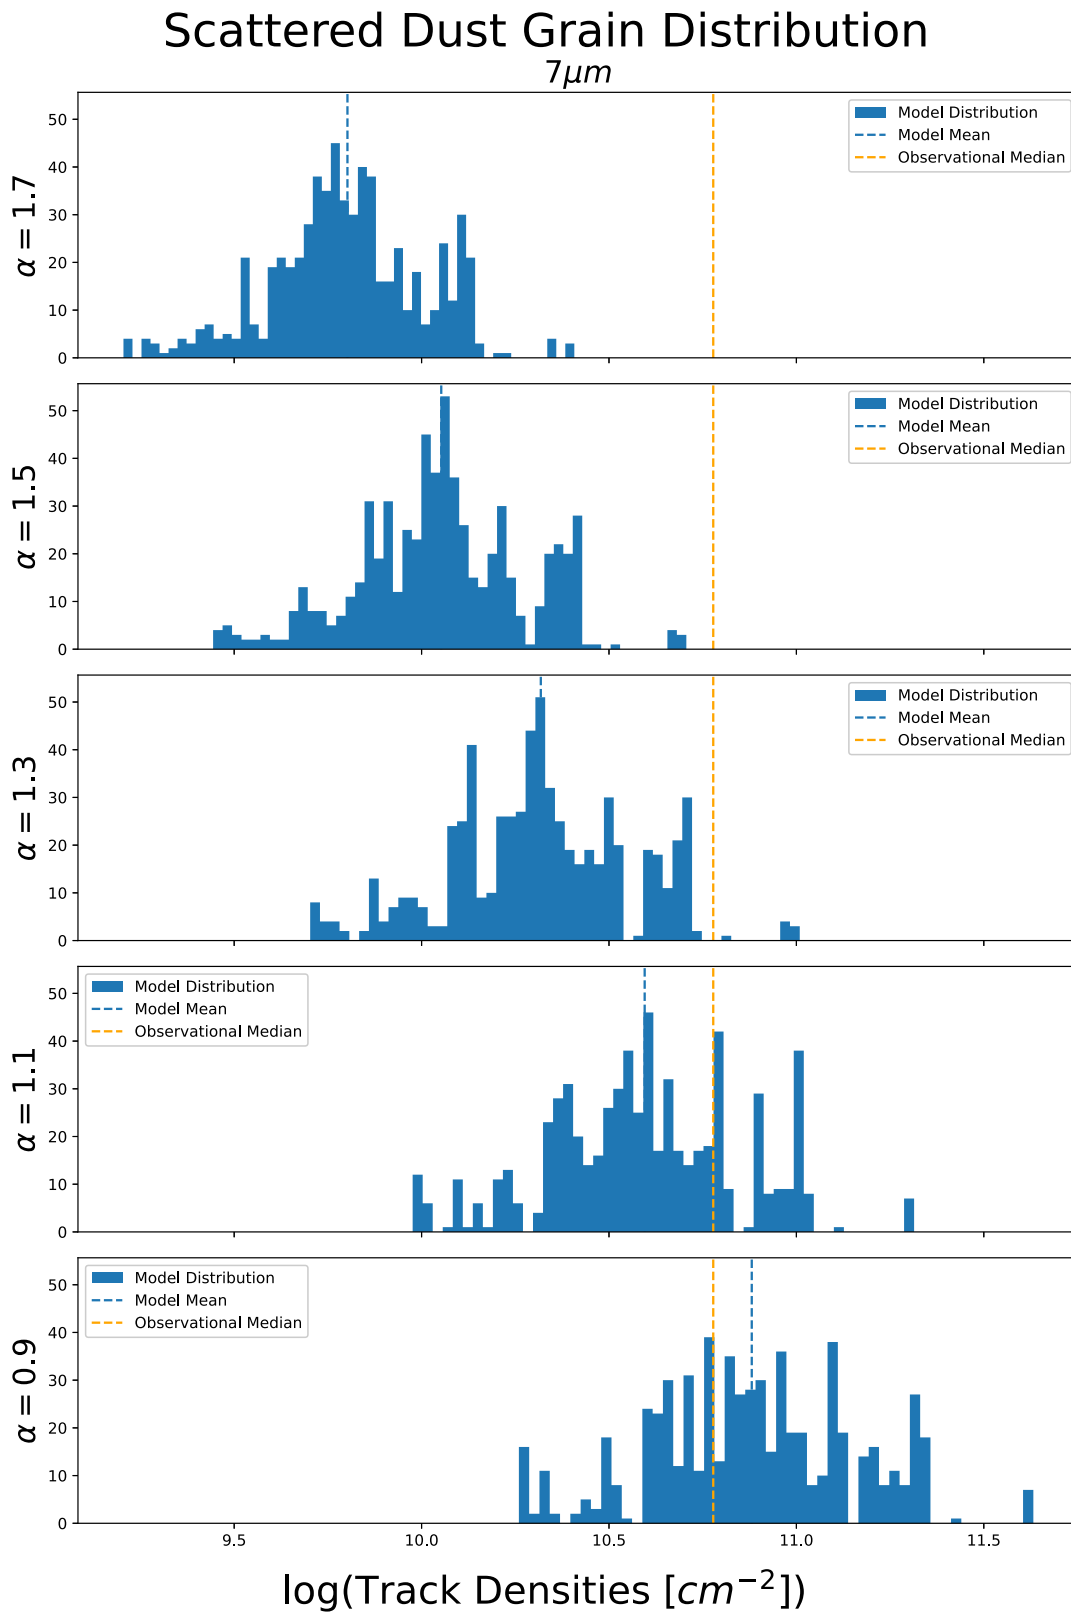 Scattered Dust Grain Distribution
7μm
α = 1.7
50
40
30
20
10
0
Model Distribution
Model Mean
Observational Median
α = 1.5
50
40
30
20
10
0
Model Distribution
Model Mean
Observational Median
α = 1.3
50
40
30
20
10
0
Model Distribution
Model Mean
Observational Median
α = 1.1
50
40
30
20
10
0
Model Distribution
Model Mean
Observational Median
α = 0.9
50
40
30
20
10
0
Model Distribution
Model Mean
Observational Median
9.5 10.0 10.5 11.0 11.5
log(Track Densities [cm⁻²])